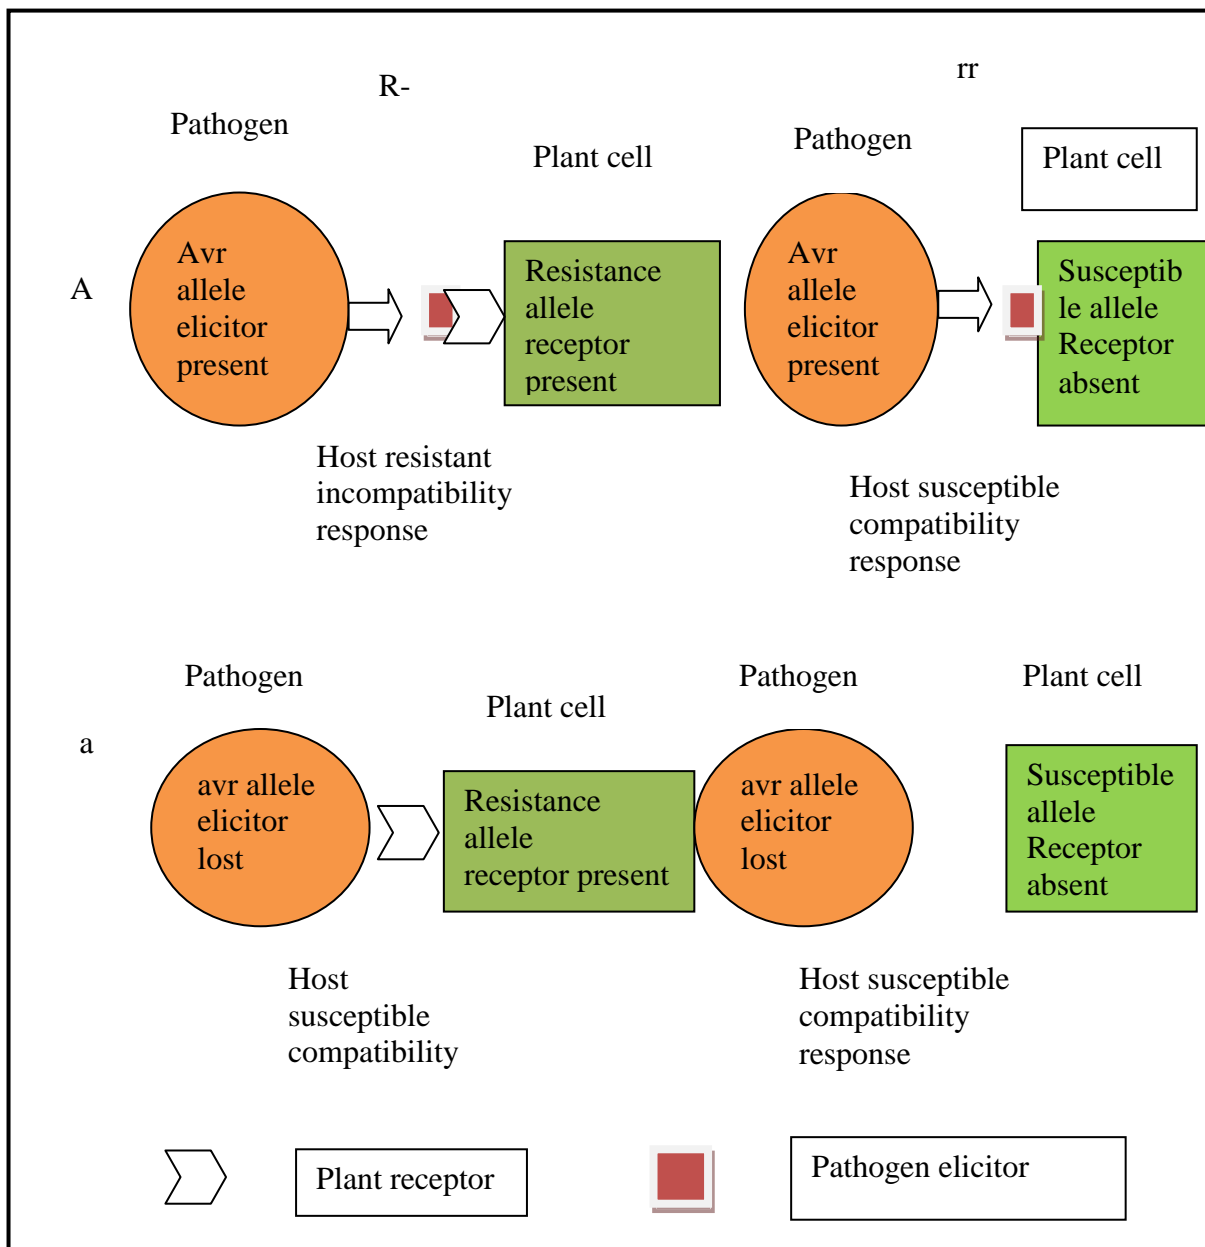 R-
rr
Pathogen
Plant cell
Pathogen
Plant cell
A
Avr
allele
elicitor
present
Resistance
allele
receptor
present
Avr
allele
elicitor
present
Susceptib
le allele
Receptor
absent
Host resistant
incompatibility
response
Host susceptible
compatibility
response
Pathogen
Plant cell
Pathogen
Plant cell
a
avr allele
elicitor
lost
Resistance
allele
receptor present
avr allele
elicitor
lost
Susceptible
allele
Receptor
absent
Host
susceptible
compatibility
Host susceptible
compatibility
response
Plant receptor
Pathogen elicitor